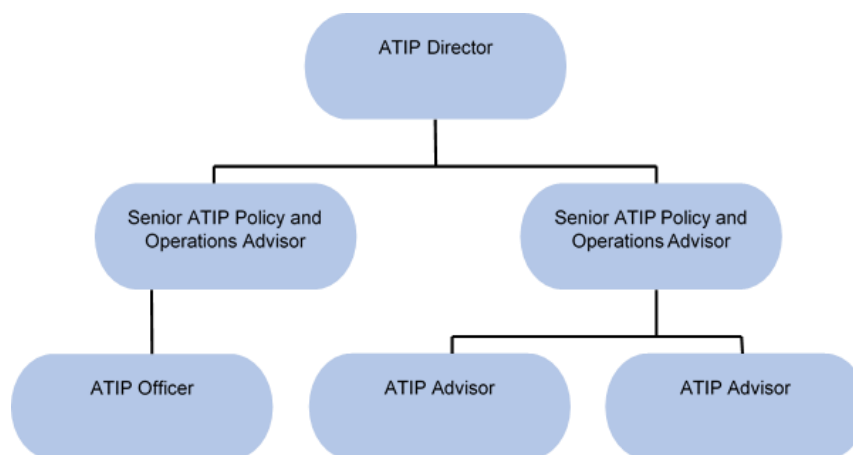 ATIP Director
Senior ATIP Policy and
Operations Advisor
Senior ATIP Policy and
Operations Advisor
ATIP Officer
ATIP Advisor
ATIP Advisor